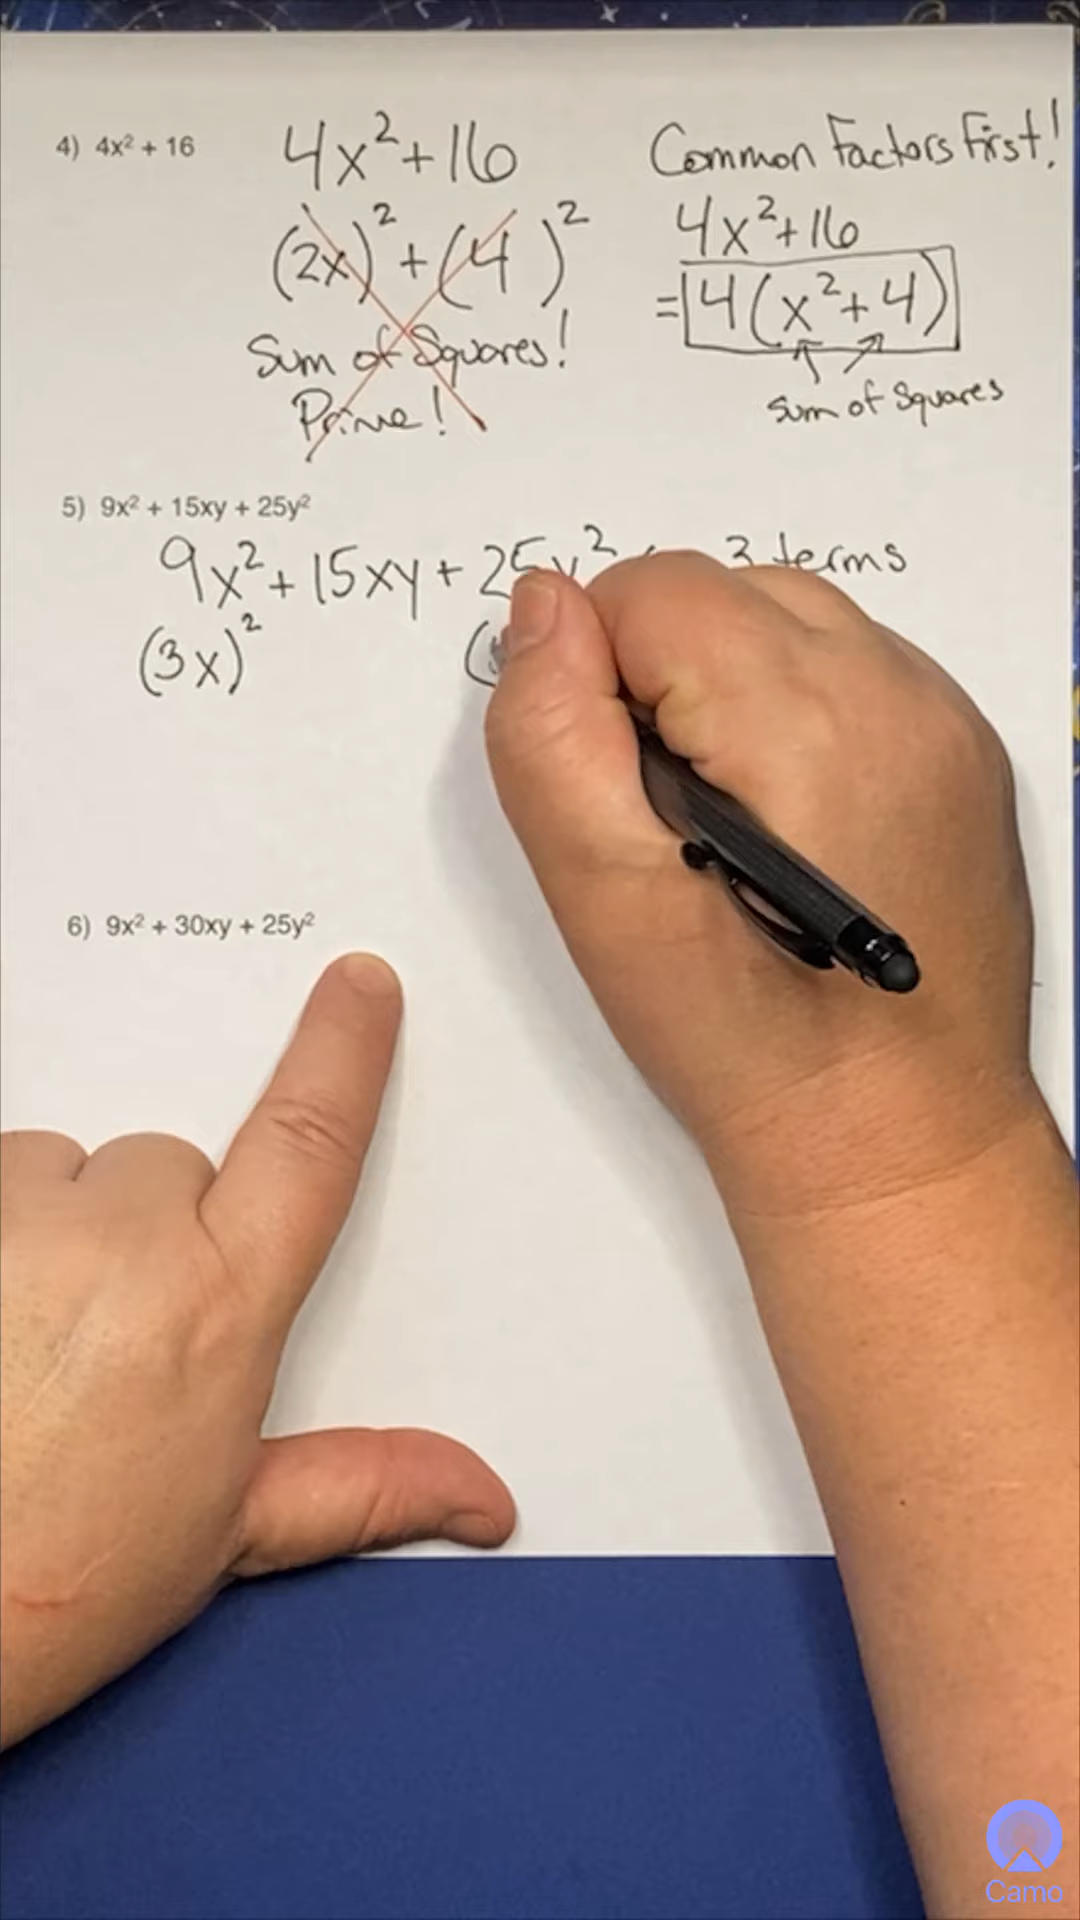 4) 4x² + 16
4x² + 16
(2x)² + (4)²
Sum of Squares!
Prime!
Common Factors First!
4x² + 16
= 4(x² + 4)
sum of squares
5) 9x² + 15xy + 25y²
9x² + 15xy + 25y² 3 terms
(3x)² (
6) 9x² + 30xy + 25y²
Camo